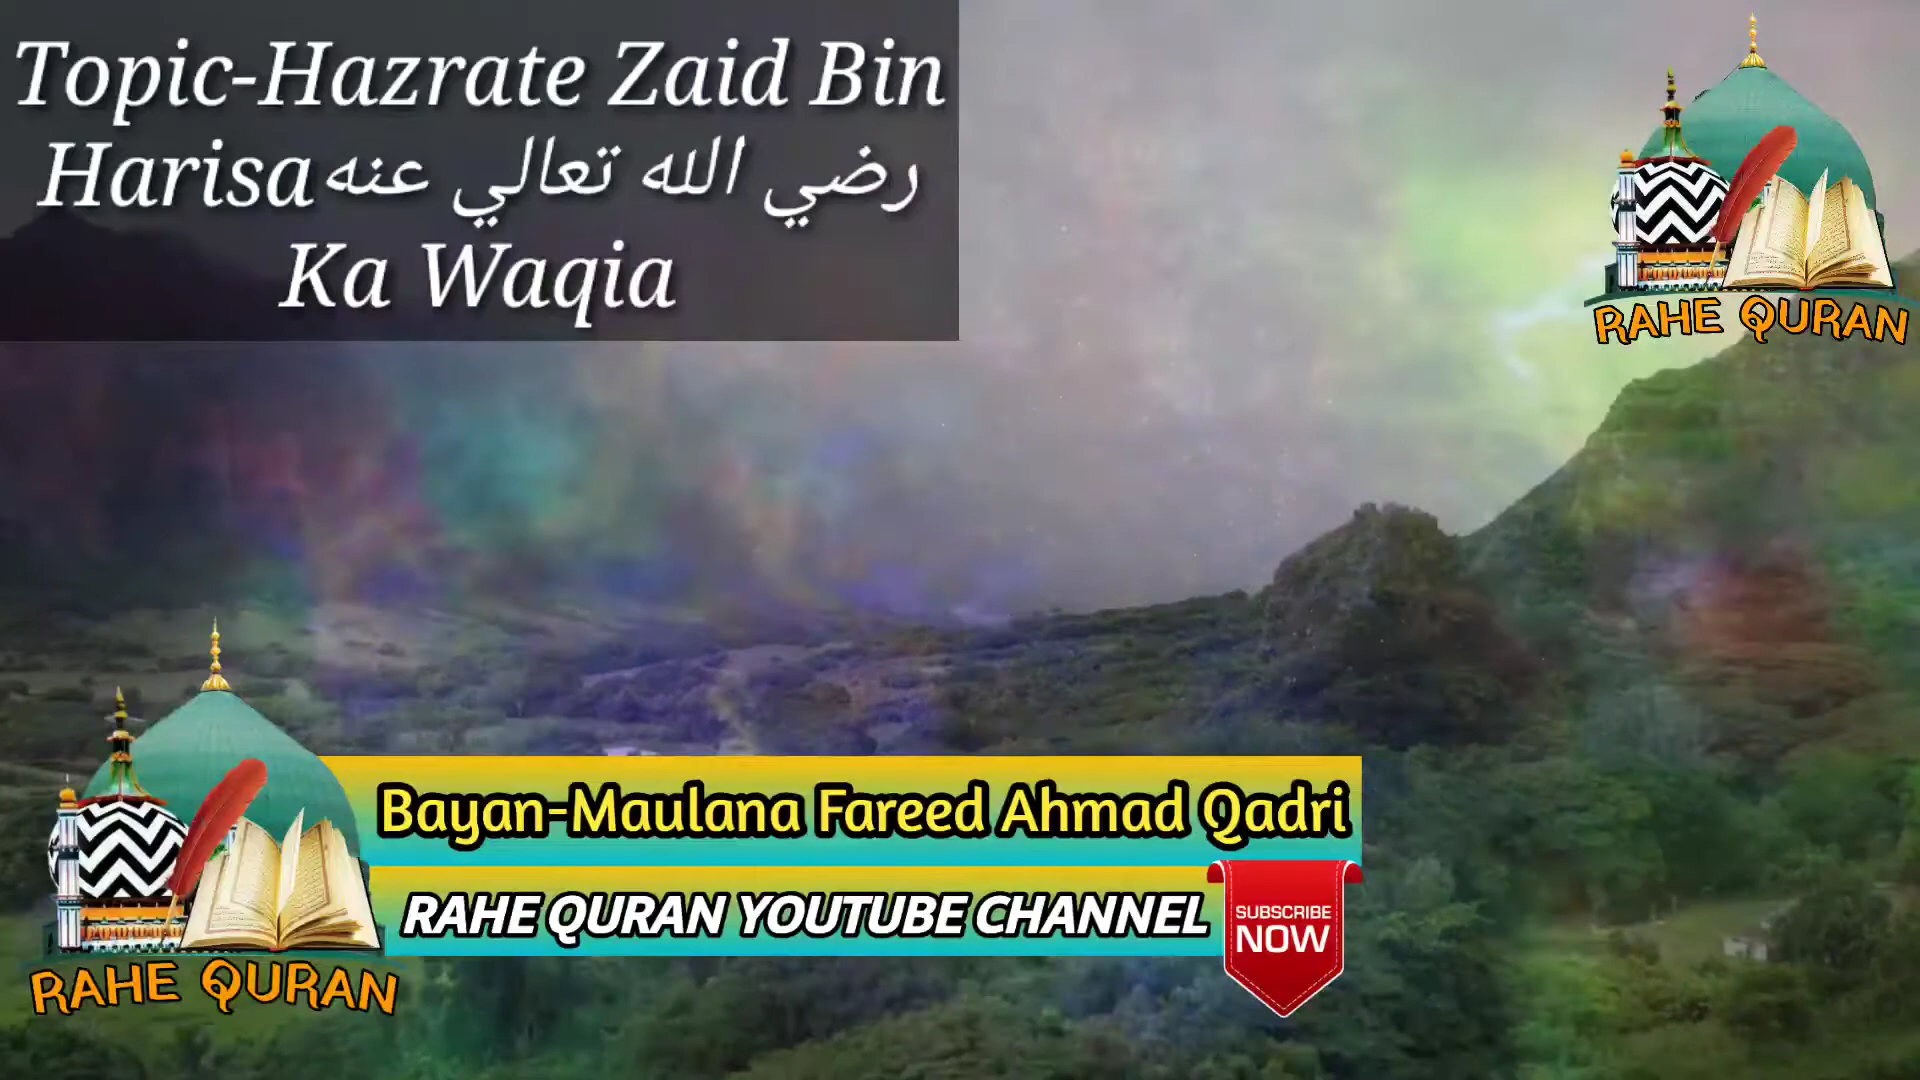 Topic-Hazrate Zaid Bin
Harisa رضي الله تعالي عنه
Ka Waqia
RAHE QURAN
Bayan-Maulana Fareed Ahmad Qadri
RAHE QURAN YOUTUBE CHANNEL
SUBSCRIBE
NOW
RAHE QURAN